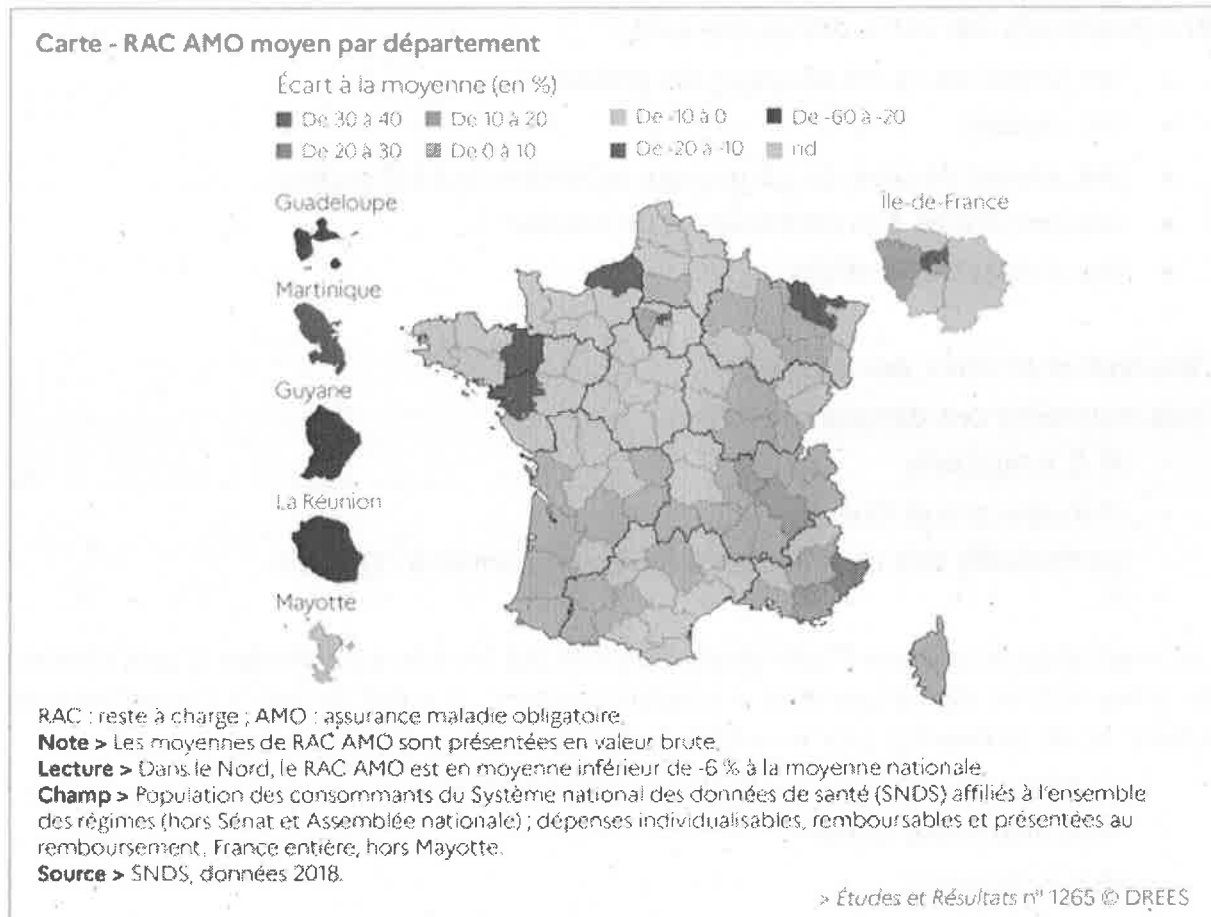 Carte - RAC AMO moyen par département
Écart à la moyenne (en %)
De 30 à 40 De 10 à 20 De -10 à 0 De -60 à -20
De 20 à 30 De 0 à 10 De -20 à -10 nd
Guadeloupe
Île-de-France
Martinique
Guyane
La Réunion
Mayotte
RAC : reste à charge ; AMO : assurance maladie obligatoire.
Note > Les moyennes de RAC AMO sont présentées en valeur brute.
Lecture > Dans le Nord, le RAC AMO est en moyenne inférieur de -6 % à la moyenne nationale.
Champ > Population des consommants du Système national des données de santé (SNDS) affiliés à l'ensemble
des régimes (hors Sénat et Assemblée nationale) ; dépenses individualisables, remboursables et présentées au
remboursement, France entière, hors Mayotte.
Source > SNDS, données 2018.
> Études et Résultats n° 1265 © DREES